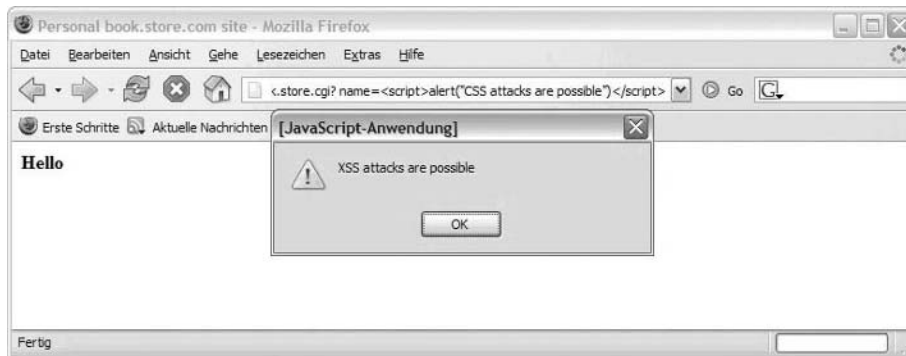 Personal book.store.com site - Mozilla Firefox
Datei Bearbeiten Ansicht Gehe Lesezeichen Extras Hilfe
<.store.cgi? name=<script>alert("CSS attacks are possible")</script> Go G
Erste Schritte Aktuelle Nachrichten
[JavaScript-Anwendung]
Hello
XSS attacks are possible
OK
Fertig